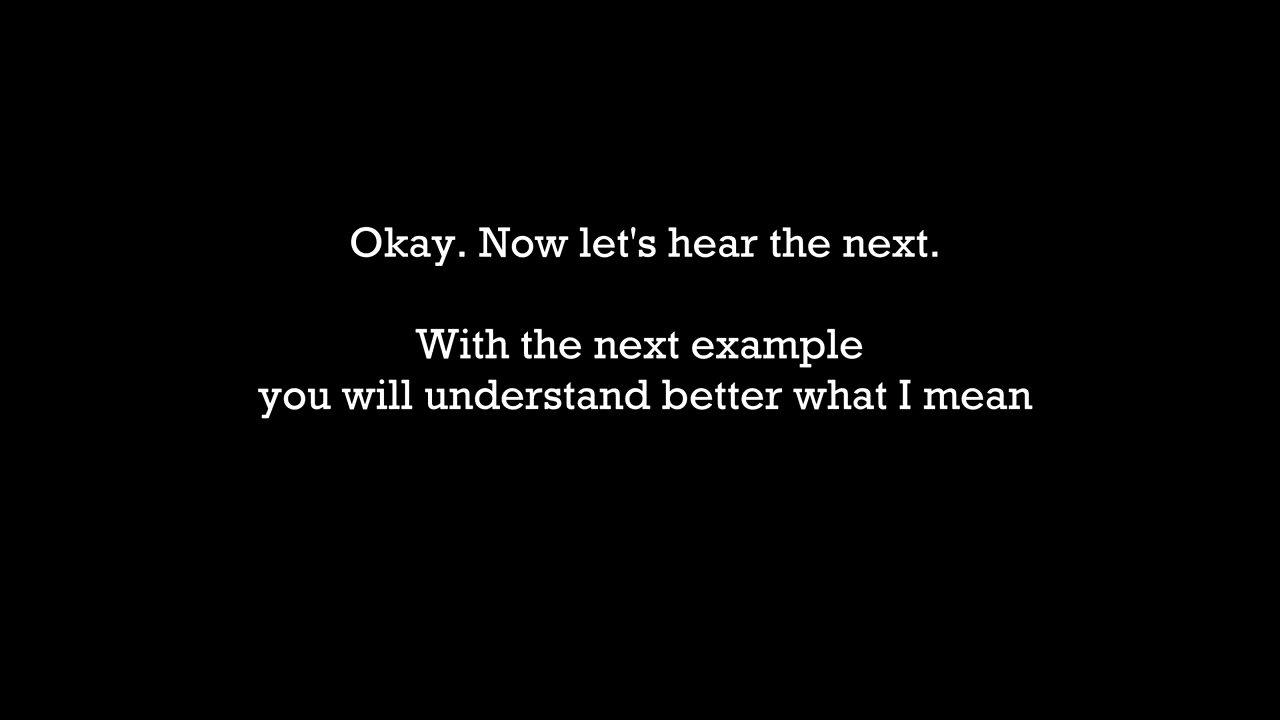 Okay. Now let's hear the next.
With the next example
you will understand better what I mean